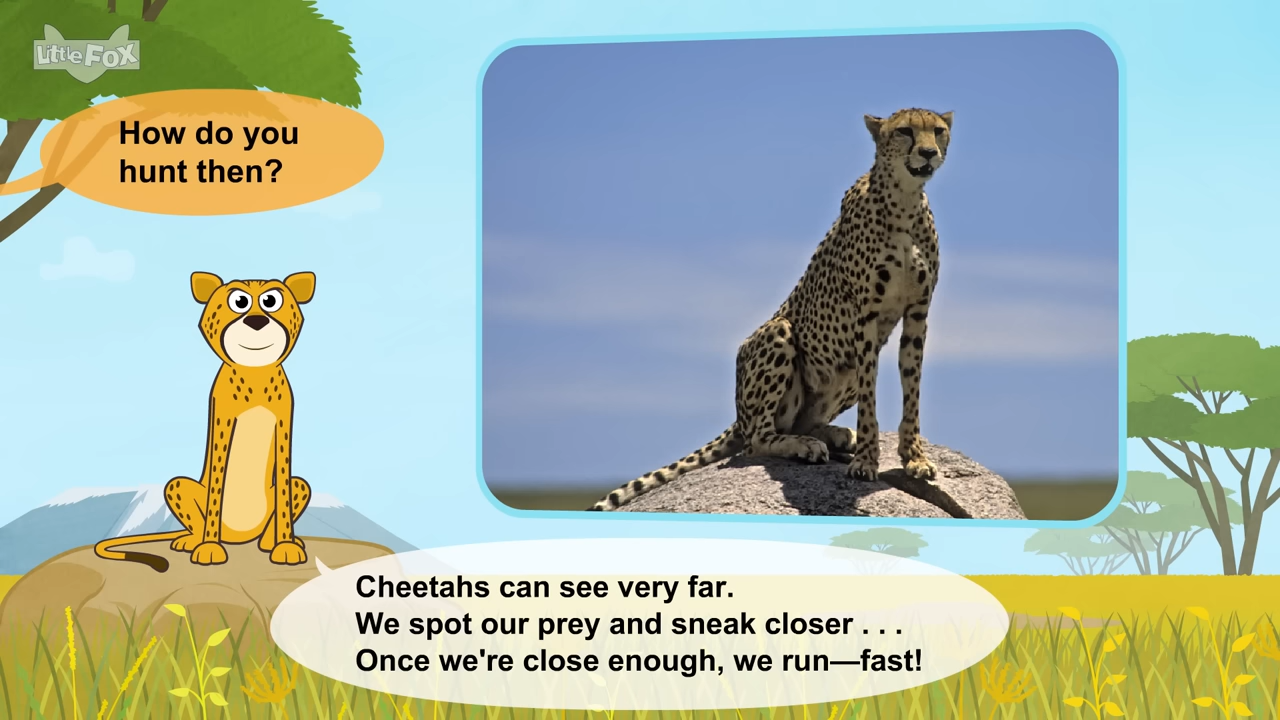 Little Fox
How do you
hunt then?
Cheetahs can see very far.
We spot our prey and sneak closer . . .
Once we're close enough, we run—fast!